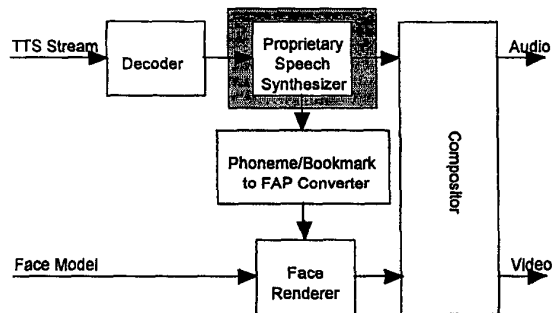 TTS Stream
Decoder
Proprietary
Speech
Synthesizer
Audio
Phoneme/Bookmark
to FAP Converter
Compositor
Face Model
Face
Renderer
Video